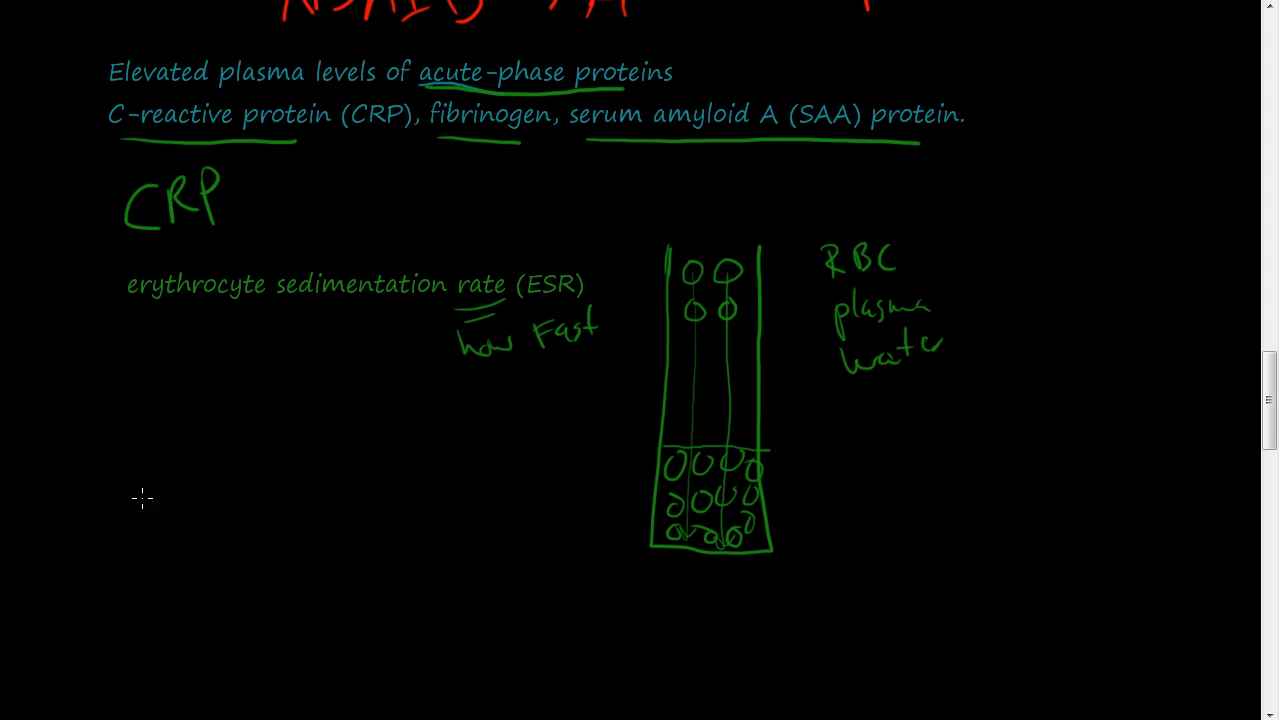 Elevated plasma levels of acute-phase proteins
C-reactive protein (CRP), fibrinogen, serum amyloid A (SAA) protein.
CRP
erythrocyte sedimentation rate (ESR)
how Fast
RBC
plasma
water